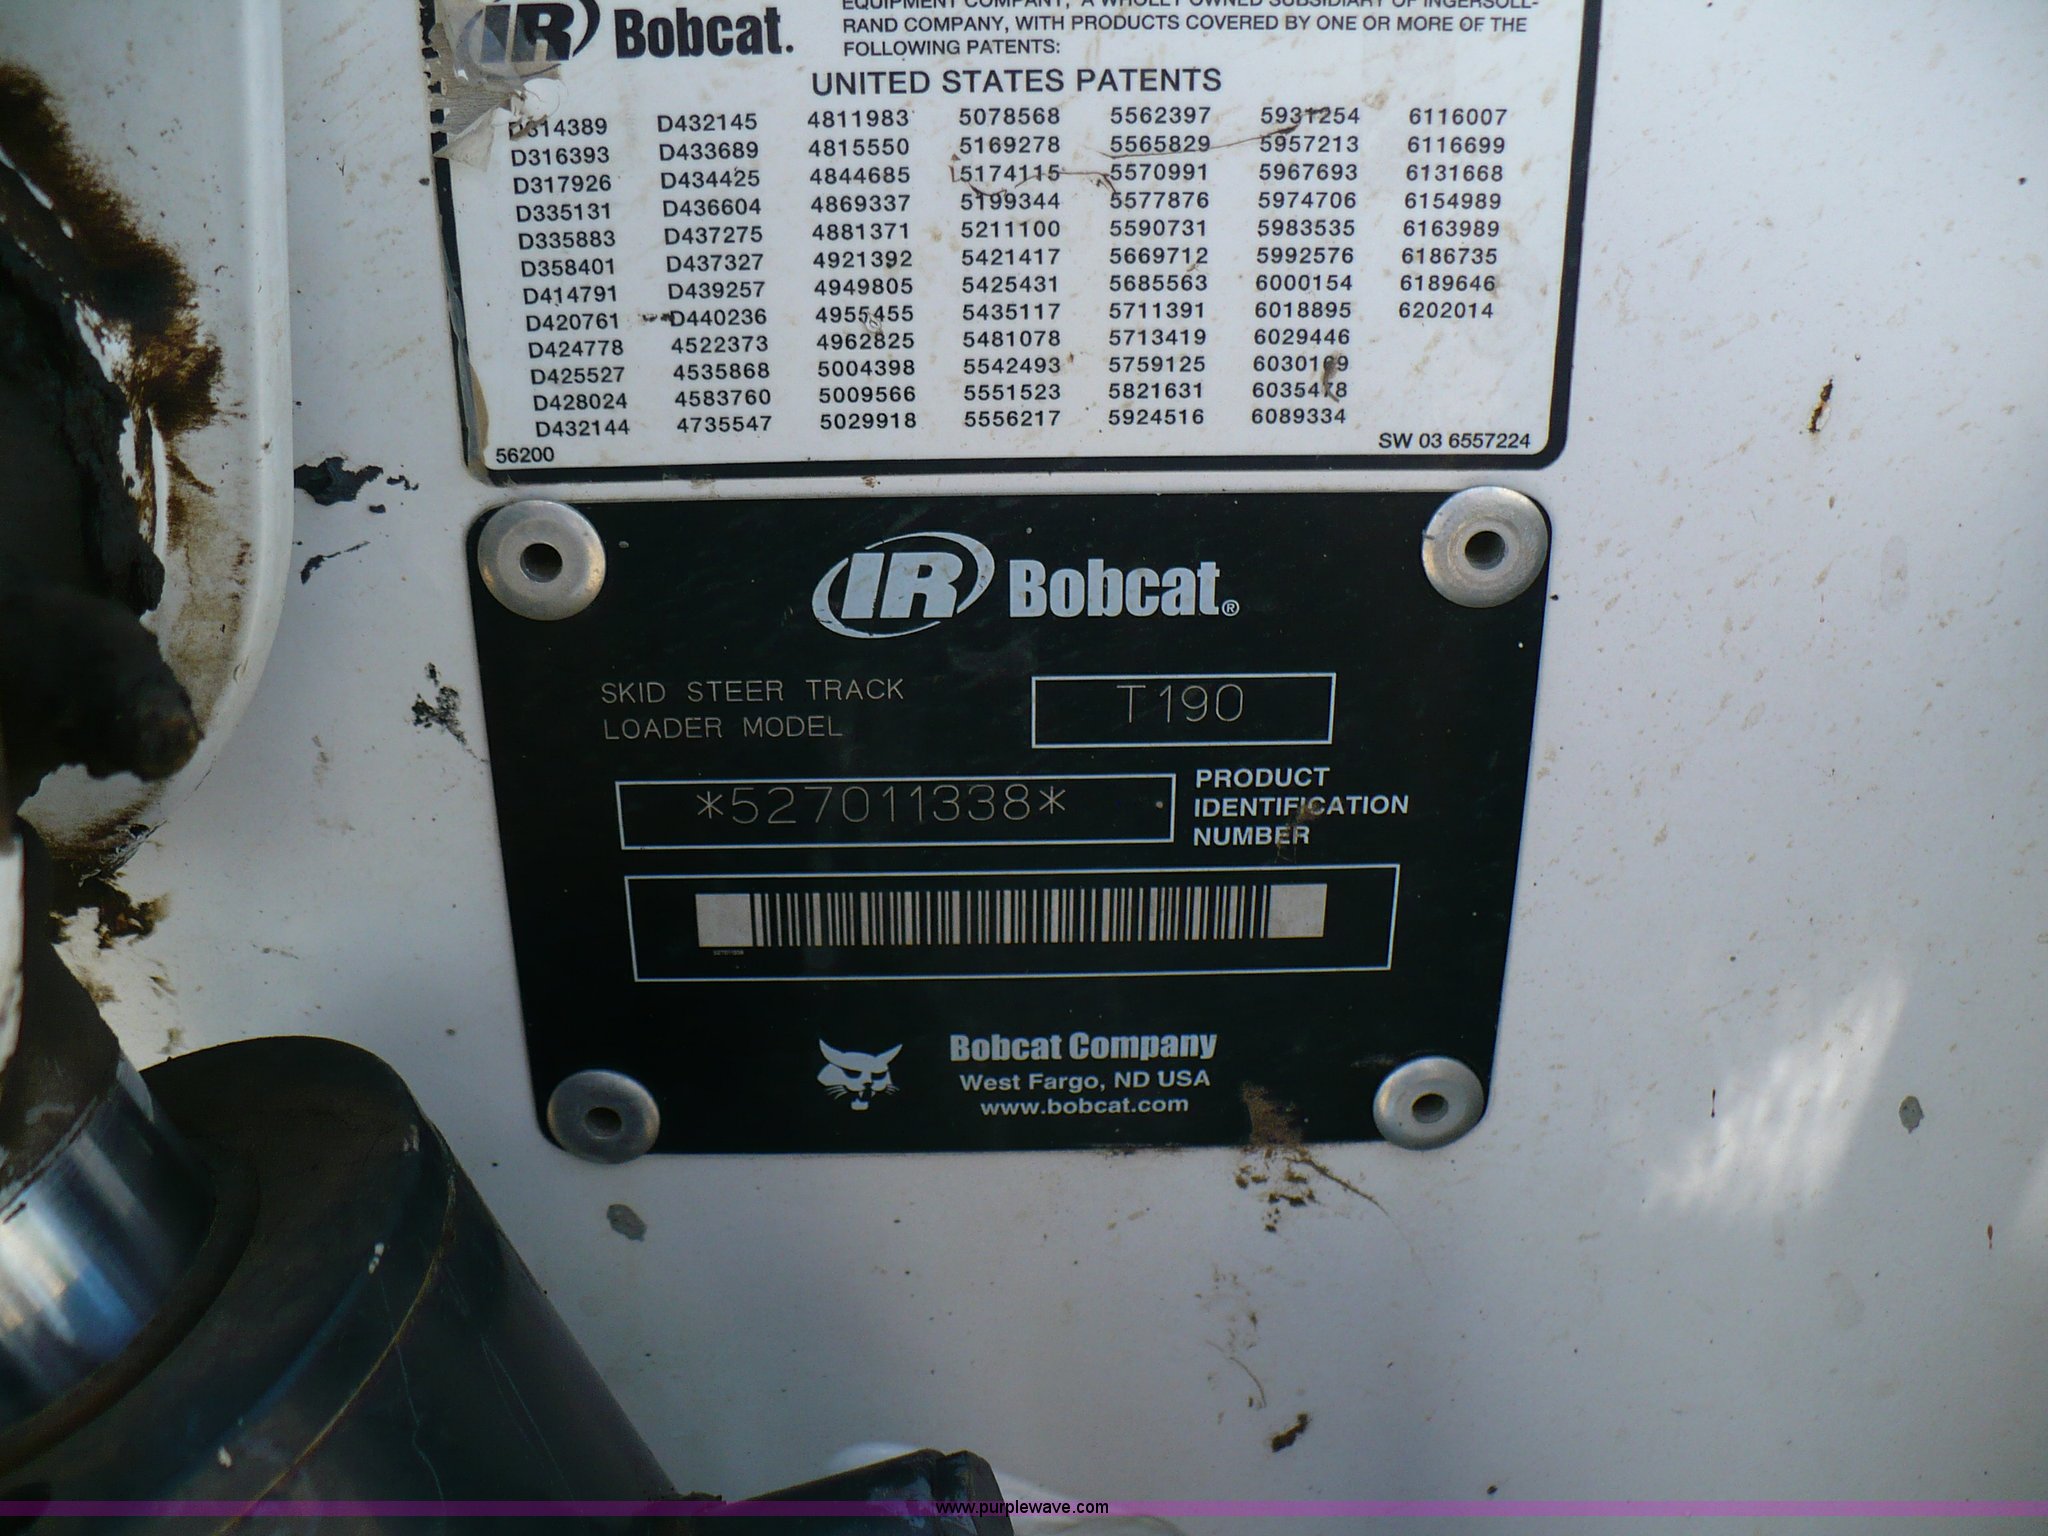 EQUIPMENT COMPANY, A WHOLLY OWNED SUBSIDIARY OF INGERSOLL-
IR Bobcat.
RAND COMPANY, WITH PRODUCTS COVERED BY ONE OR MORE OF THE
FOLLOWING PATENTS:
UNITED STATES PATENTS
D314389 D432145 4811983 5078568 5562397 5931254 6116007
D316393 D433689 4815550 5169278 5565829 5957213 6116699
D317926 D434425 4844685 5174115 5570991 5967693 6131668
D335131 D436604 4869337 5199344 5577876 5974706 6154989
D335883 D437275 4881371 5211100 5590731 5983535 6163989
D358401 D437327 4921392 5421417 5669712 5992576 6186735
D414791 D439257 4949805 5425431 5685563 6000154 6189646
D420761 D440236 4955455 5435117 5711391 6018895 6202014
D424778 4522373 4962825 5481078 5713419 6029446
D425527 4535868 5004398 5542493 5759125 6030169
D428024 4583760 5009566 5551523 5821631 6035478
D432144 4735547 5029918 5556217 5924516 6089334
56200 SW 03 6557224
IR Bobcat®
SKID STEER TRACK
LOADER MODEL T190
*527011338* PRODUCT
IDENTIFICATION
NUMBER
527011338
Bobcat Company
West Fargo, ND USA
www.bobcat.com
www.purplewave.com